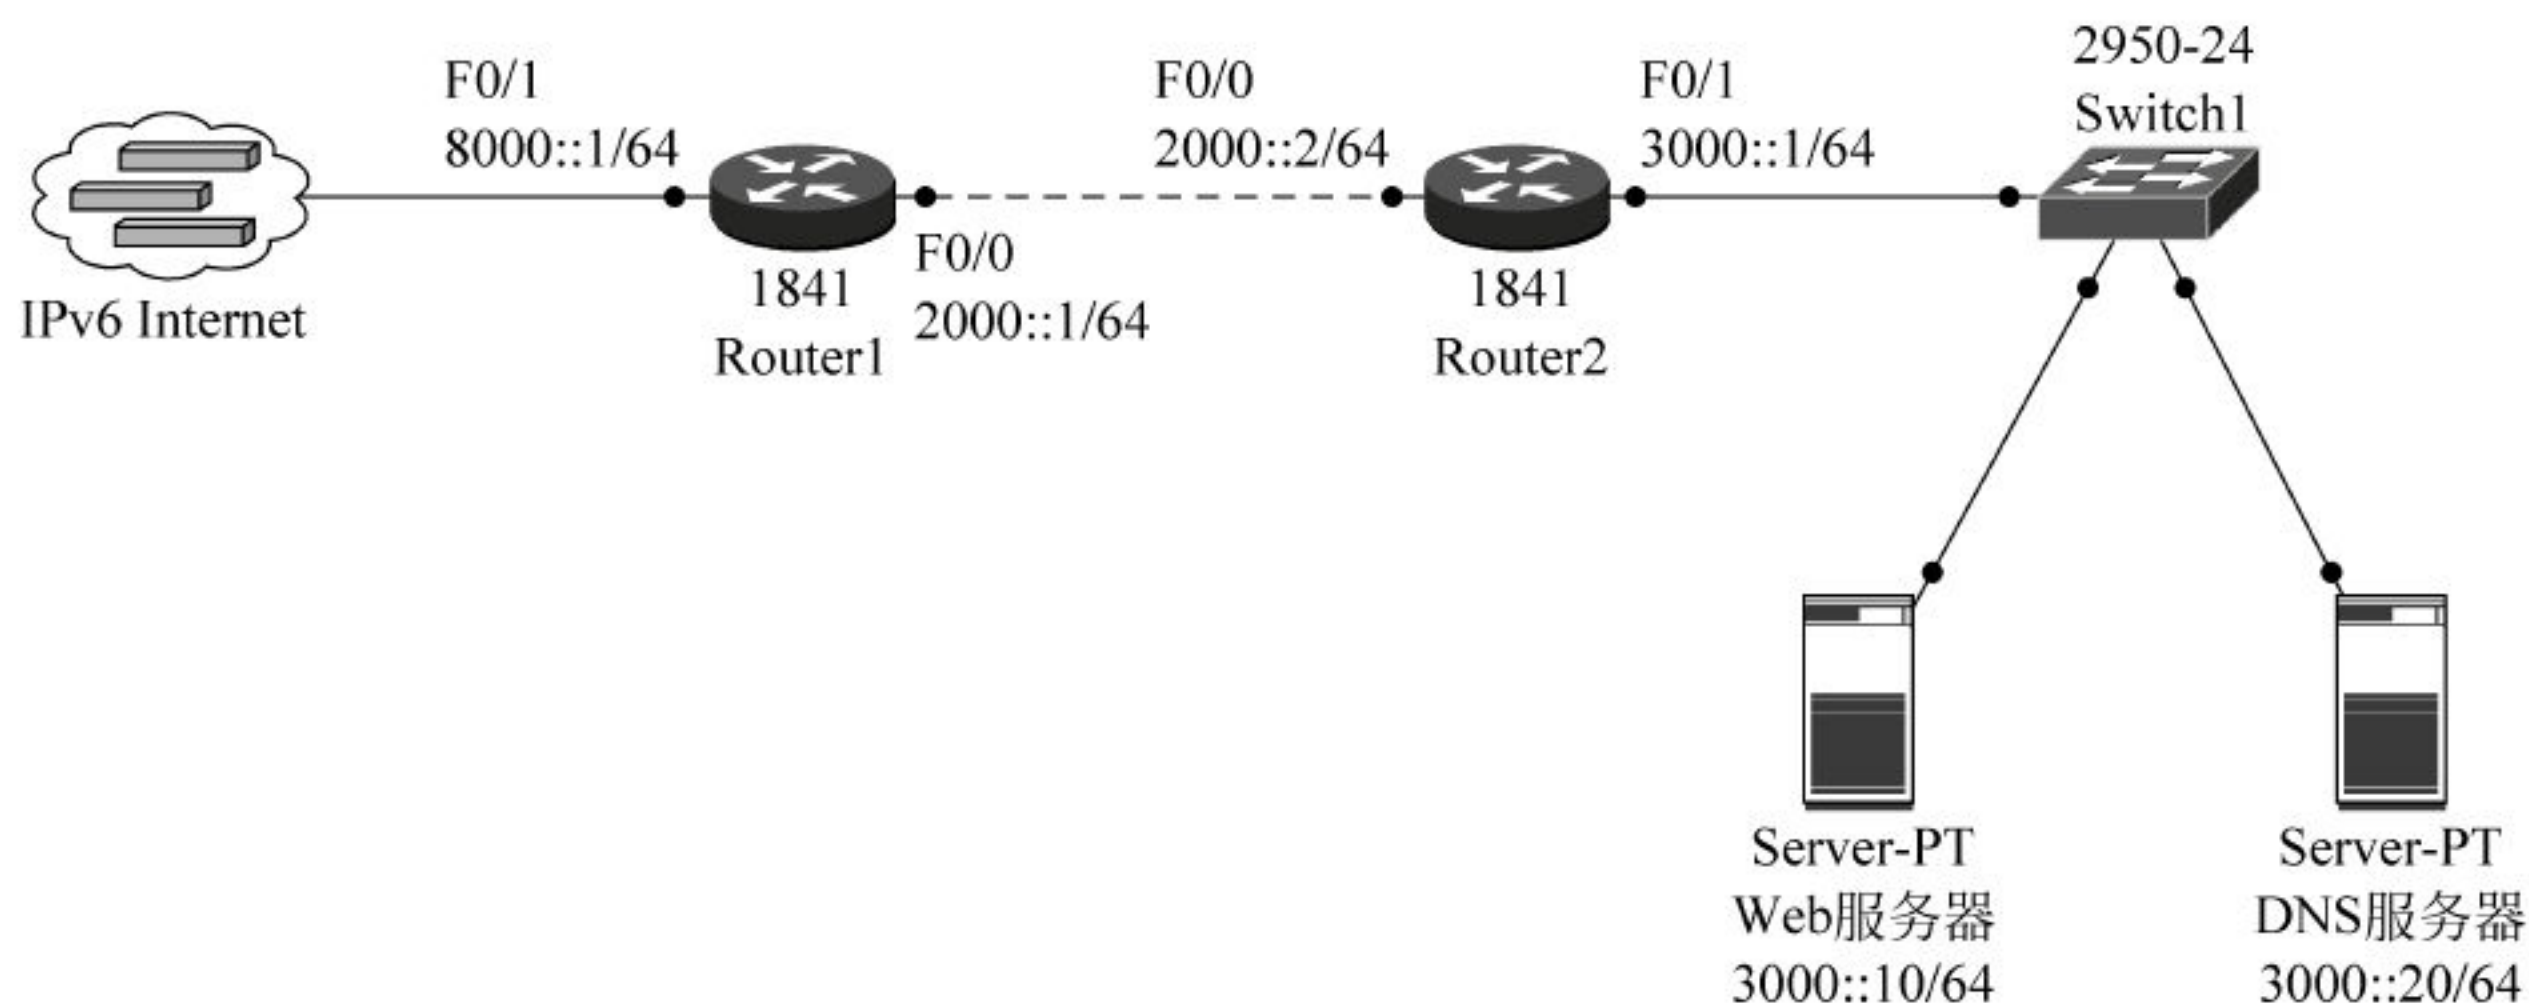 F0/1
8000::1/64
IPv6 Internet
1841
Router1
F0/0
2000::1/64
F0/0
2000::2/64
1841
Router2
F0/1
3000::1/64
2950-24
Switch1
Server-PT
Web服务器
3000::10/64
Server-PT
DNS服务器
3000::20/64